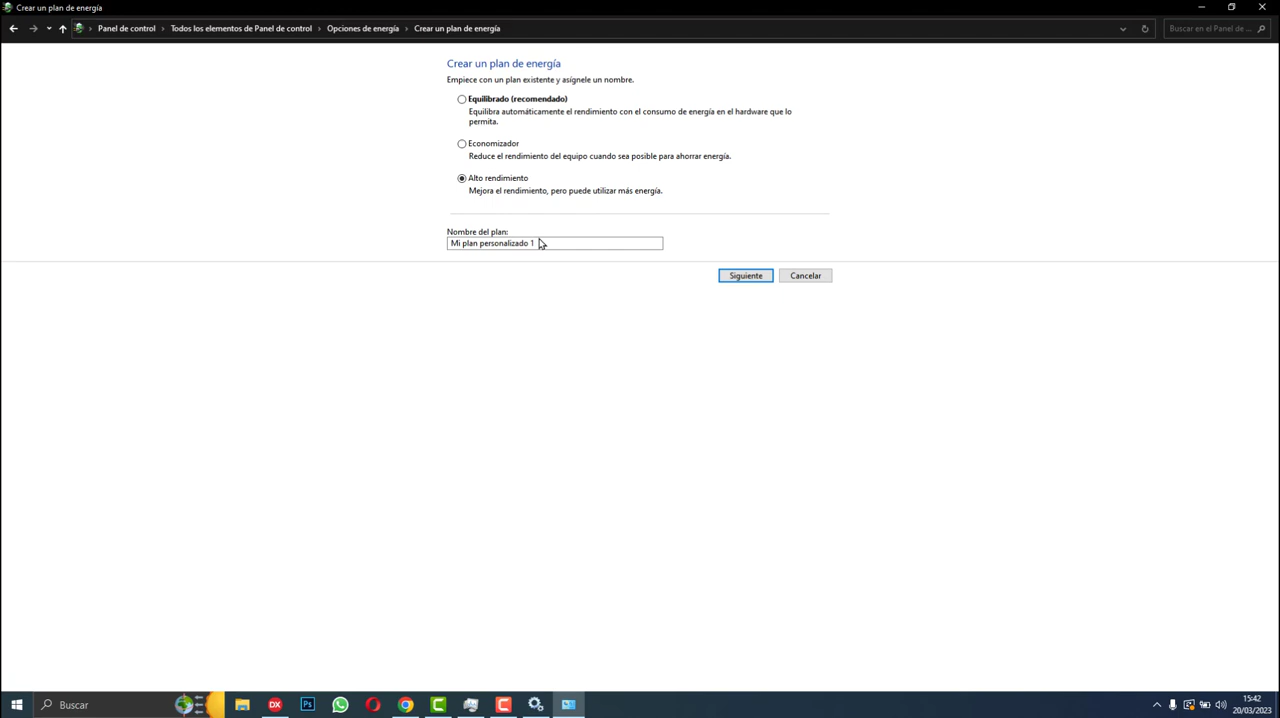 Crear un plan de energía
Panel de control › Todos los elementos de Panel de control › Opciones de energía › Crear un plan de energía
Buscar en el Panel de ...
Crear un plan de energía
Empiece con un plan existente y asígnele un nombre.
Equilibrado (recomendado)
Equilibra automáticamente el rendimiento con el consumo de energía en el hardware que lo
permita.
Economizador
Reduce el rendimiento del equipo cuando sea posible para ahorrar energía.
Alto rendimiento
Mejora el rendimiento, pero puede utilizar más energía.
Nombre del plan:
Mi plan personalizado 1
Siguiente
Cancelar
Buscar
DX
Ps
15:42
20/03/2023